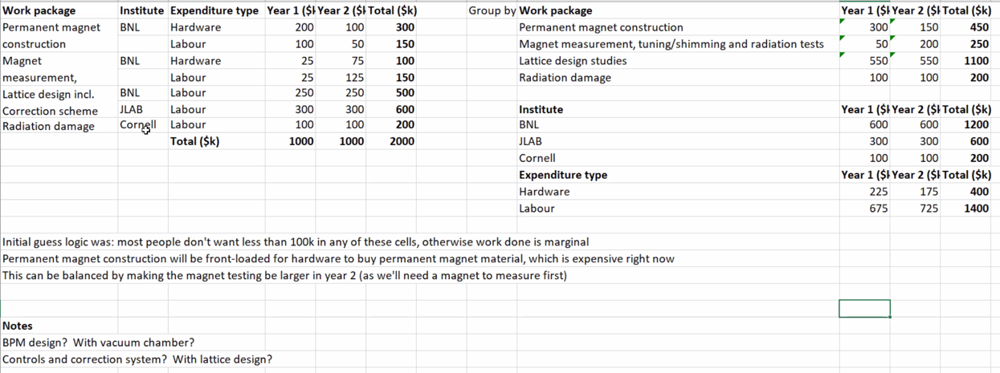 Work package Institute Expenditure type Year 1 ($k Year 2 ($k Total ($k) Group by Work package Year 1 ($k Year 2 ($k Total ($k)
Permanent magnet BNL Hardware 200 100 300 Permanent magnet construction 300 150 450
construction Labour 100 50 150 Magnet measurement, tuning/shimming and radiation tests 50 200 250
Magnet BNL Hardware 25 75 100 Lattice design studies 550 550 1100
measurement, Labour 25 125 150 Radiation damage 100 100 200
Lattice design incl. BNL Labour 250 250 500
Correction scheme JLAB Labour 300 300 600 Institute Year 1 ($k Year 2 ($k Total ($k)
Radiation damage Cornell Labour 100 100 200 BNL 600 600 1200
Total ($k) 1000 1000 2000 JLAB 300 300 600
Cornell 100 100 200
Expenditure type Year 1 ($k Year 2 ($k Total ($k)
Hardware 225 175 400
Labour 675 725 1400
Initial guess logic was: most people don't want less than 100k in any of these cells, otherwise work done is marginal
Permanent magnet construction will be front-loaded for hardware to buy permanent magnet material, which is expensive right now
This can be balanced by making the magnet testing be larger in year 2 (as we'll need a magnet to measure first)
Notes
BPM design? With vacuum chamber?
Controls and correction system? With lattice design?